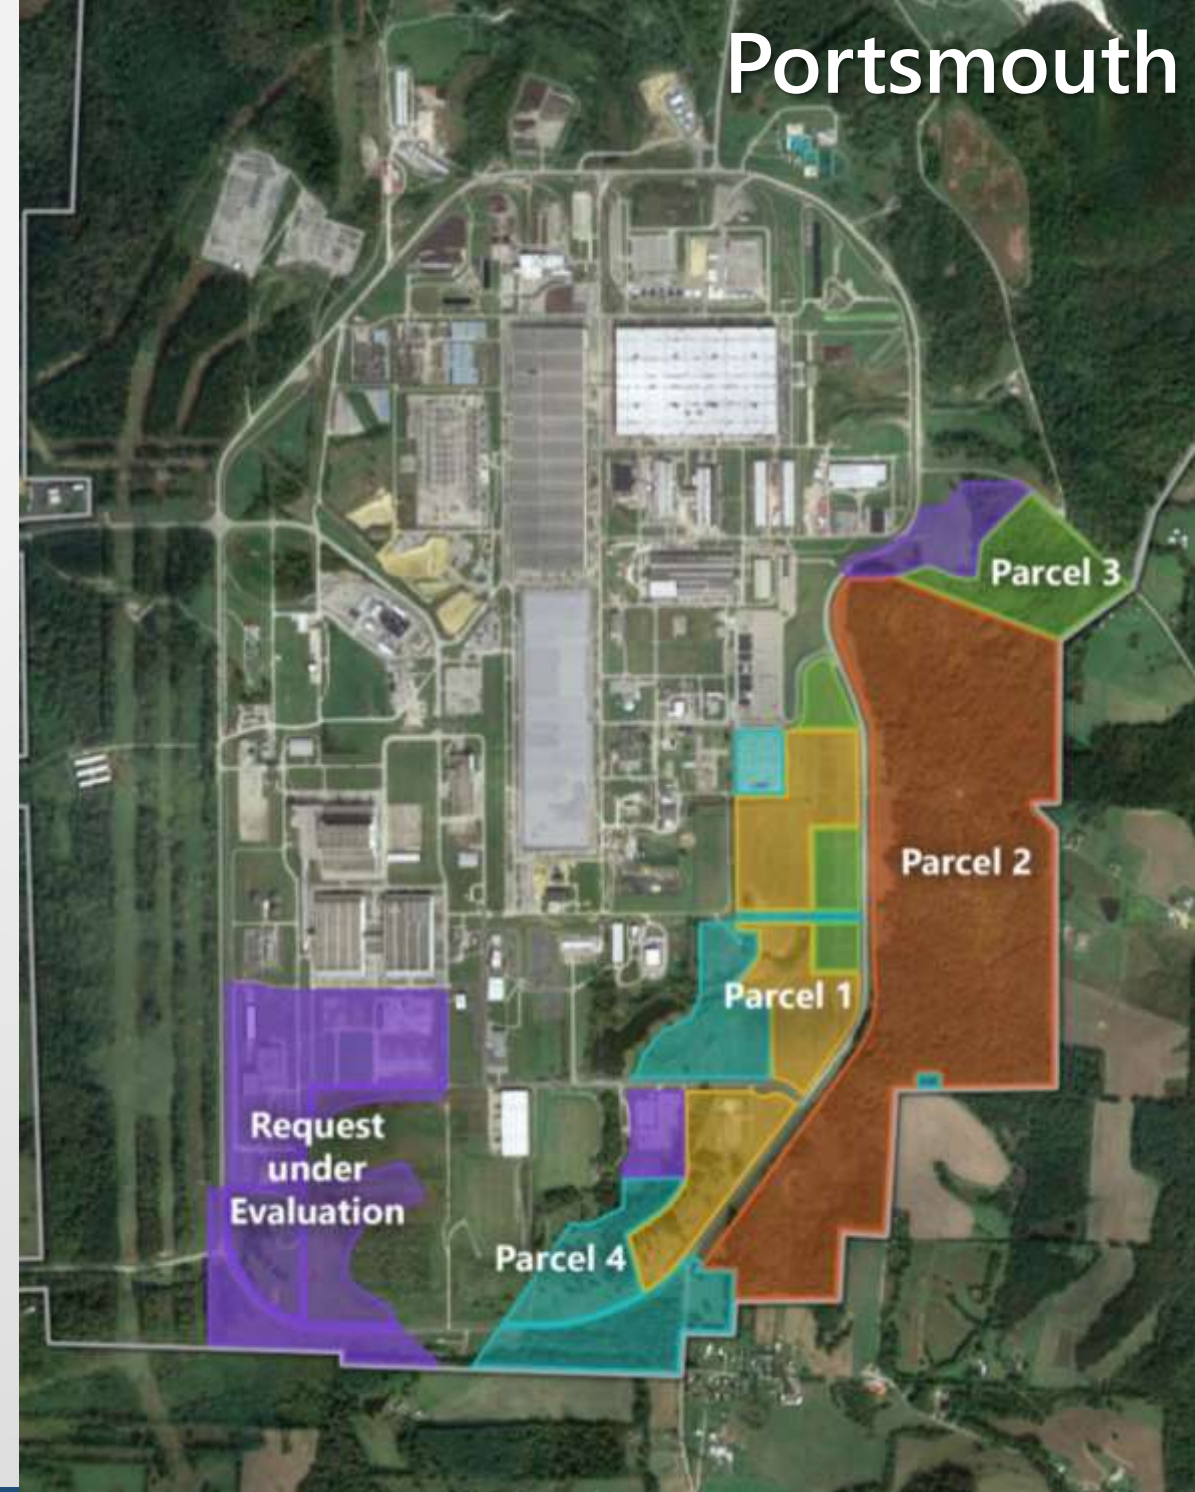 Portsmouth
Parcel 3
Parcel 2
Parcel 1
Request
under
Evaluation
Parcel 4